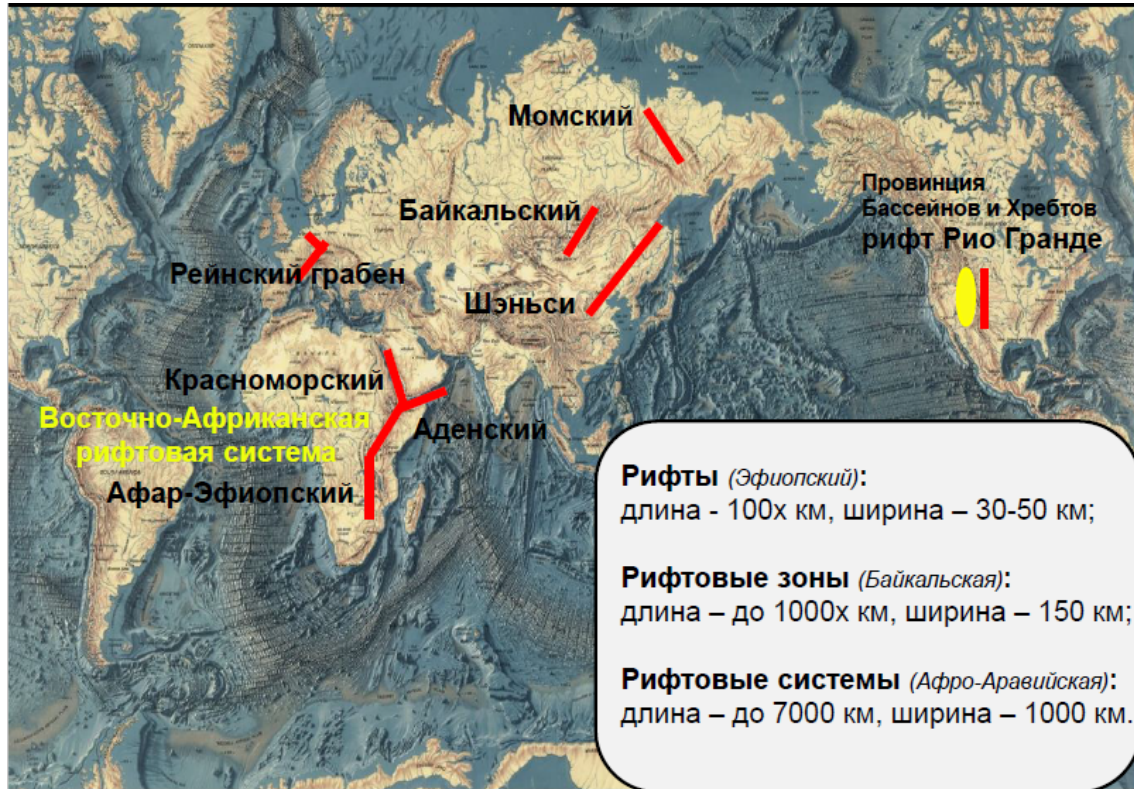 Момский
Провинция
Бассейнов и Хребтов
рифт Рио Гранде
Байкальский
Рейнский грабен
Шэньси
Красноморский
Восточно-Африканская
рифтовая система
Аденский
Афар-Эфиопский
Рифты (Эфиопский):
длина - 100х км, ширина – 30-50 км;
Рифтовые зоны (Байкальская):
длина – до 1000х км, ширина – 150 км;
Рифтовые системы (Афро-Аравийская):
длина – до 7000 км, ширина – 1000 км.